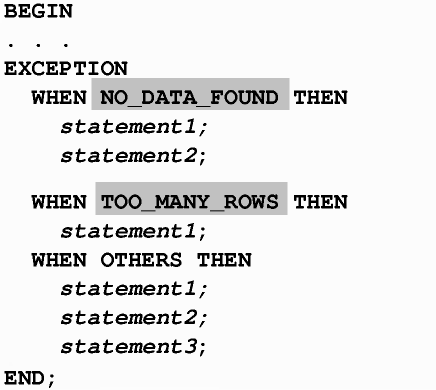 BEGIN
. . .
EXCEPTION
WHEN NO_DATA_FOUND THEN
statement1;
statement2;
WHEN TOO_MANY_ROWS THEN
statement1;
WHEN OTHERS THEN
statement1;
statement2;
statement3;
END;